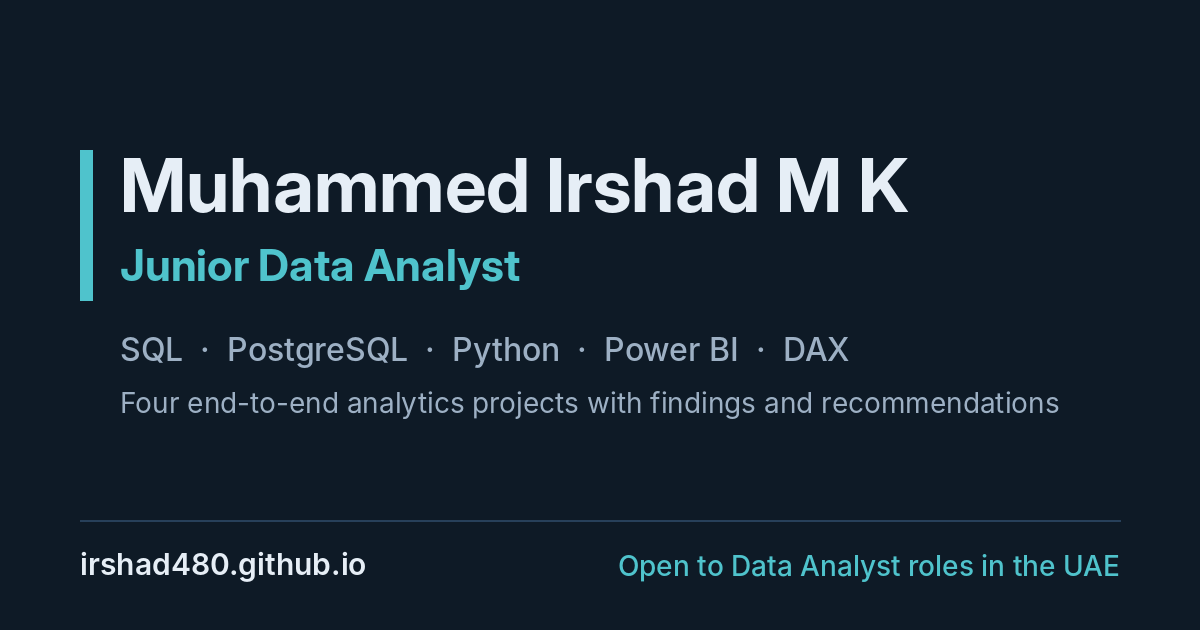 Muhammed Irshad M K
Junior Data Analyst
SQL · PostgreSQL · Python · Power BI · DAX
Four end-to-end analytics projects with findings and recommendations
irshad480.github.io
Open to Data Analyst roles in the UAE